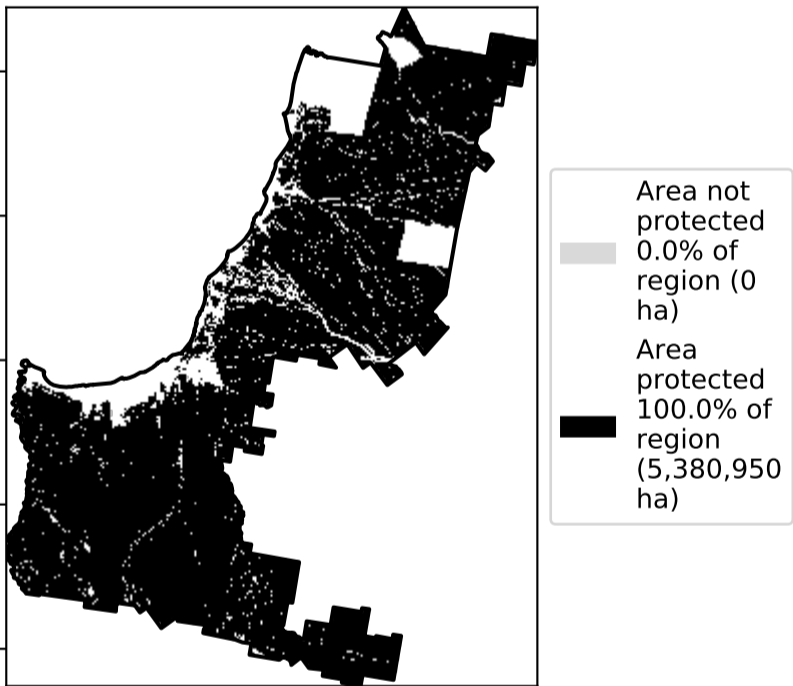 Area not
protected
0.0% of
region (0
ha)
Area
protected
100.0% of
region
(5,380,950
ha)